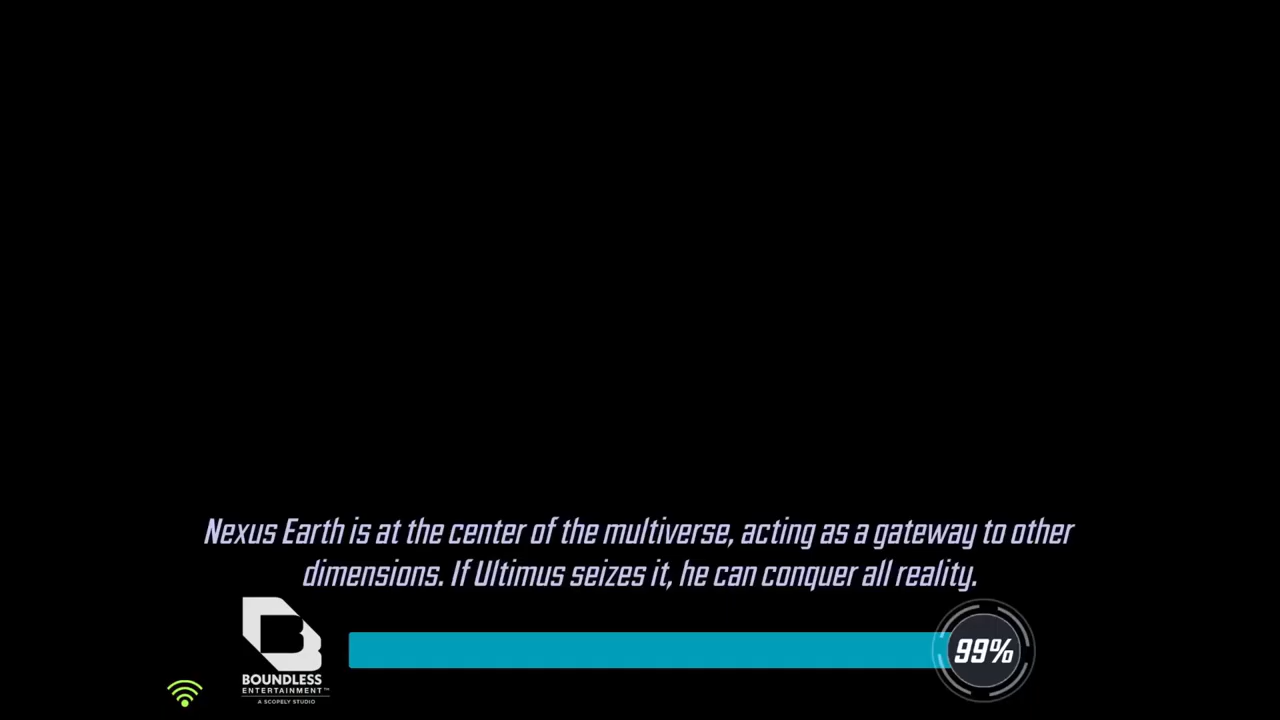 Nexus Earth is at the center of the multiverse, acting as a gateway to other
dimensions. If Ultimus seizes it, he can conquer all reality.
99%
BOUNDLESS
ENTERTAINMENT™
A SCOPELY STUDIO